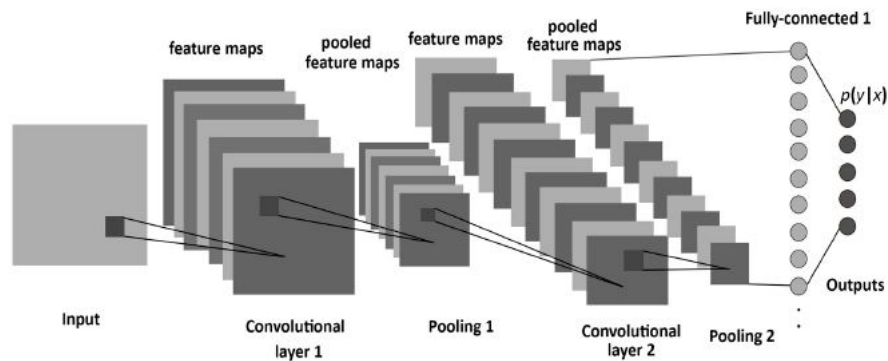 Fully-connected 1
feature maps
pooled
feature maps
feature maps
pooled
feature maps
p(y|x)
Input
Convolutional
layer 1
Pooling 1
Convolutional
layer 2
Pooling 2
Outputs